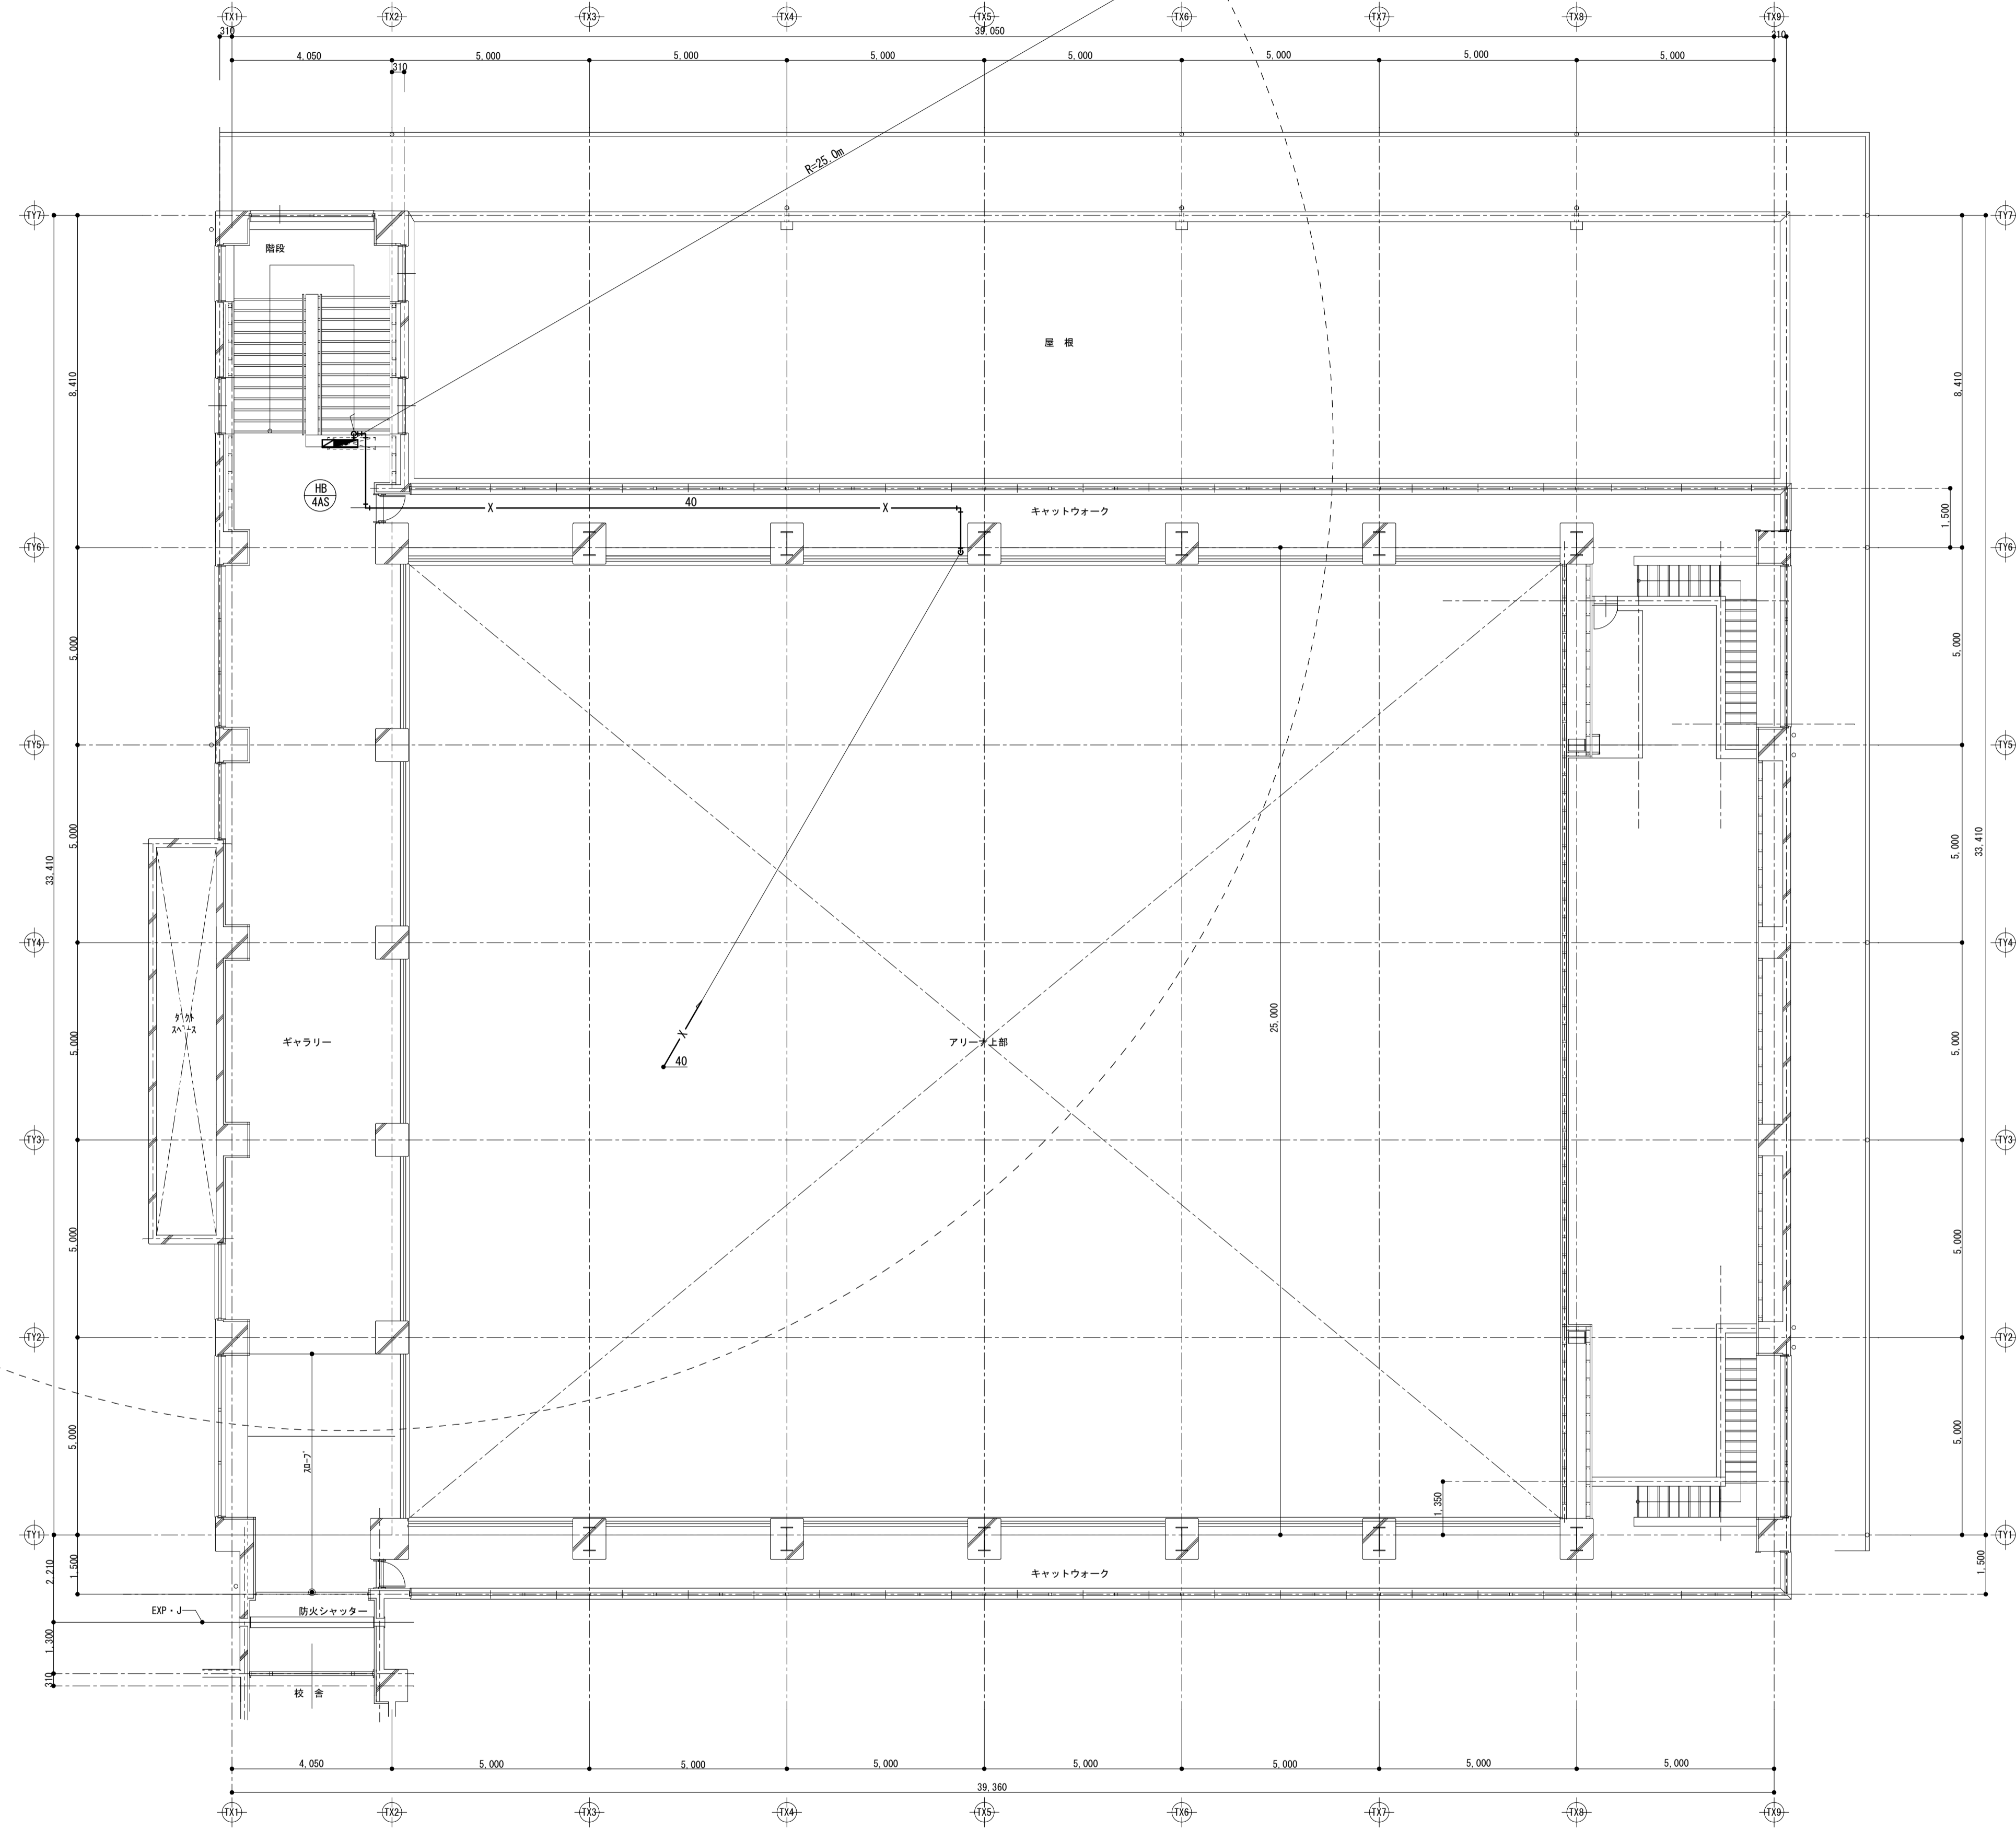 TX1
TX2
TX3
TX4
TX5
TX6
TX7
TX8
TX9
310
39,050
310
4,050
5,000
5,000
5,000
5,000
5,000
5,000
5,000
310
R=25.0m
TY7
TY7
階段
屋 根
8,410
8,410
HB
4AS
X
40
X
キャットウォーク
1,500
TY6
TY6
5,000
5,000
TY5
TY5
5,000
33,410
5,000
33,410
TY4
TY4
ダクト
スペース
ギャラリー
アリーナ上部
25,000
5,000
5,000
X
40
TY3
TY3
5,000
5,000
TY2
TY2
5,000
5,000
スロープ
1,350
TY1
TY1
2,210
1,500
1,500
キャットウォーク
EXP・J
防火シャッター
1,300
310
校 舎
4,050
5,000
5,000
5,000
5,000
5,000
5,000
5,000
39,360
TX1
TX2
TX3
TX4
TX5
TX6
TX7
TX8
TX9